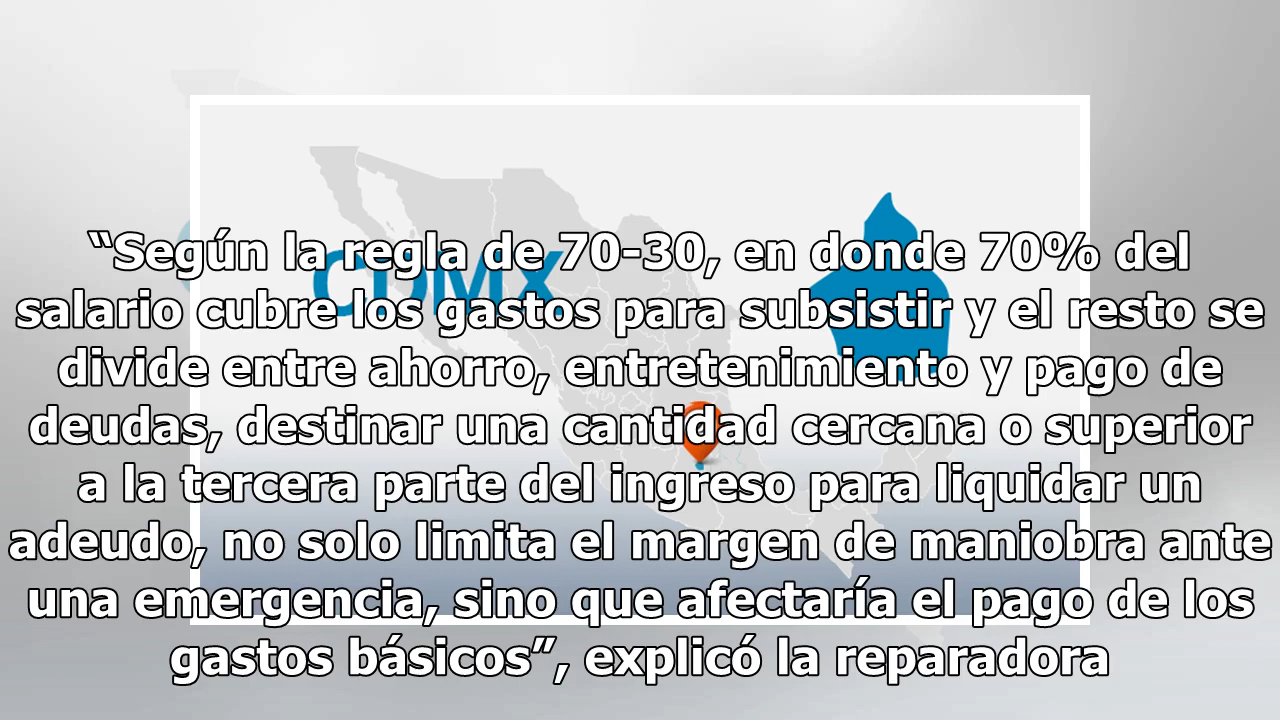 “Según la regla de 70-30, en donde 70% del
salario cubre los gastos para subsistir y el resto se
divide entre ahorro, entretenimiento y pago de
deudas, destinar una cantidad cercana o superior
a la tercera parte del ingreso para liquidar un
adeudo, no solo limita el margen de maniobra ante
una emergencia, sino que afectaría el pago de los
gastos básicos”, explicó la reparadora
CDMX